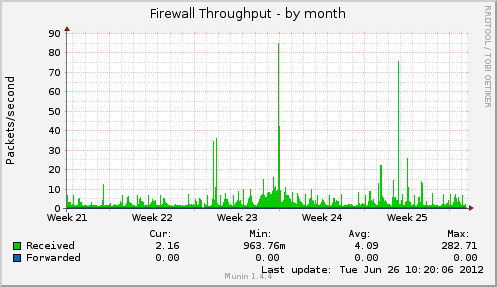 Firewall Throughput - by month
RRDTOOL / TOBI OETIKER
Packets/second
90
80
70
60
50
40
30
20
10
0
Week 21 Week 22 Week 23 Week 24 Week 25
Cur: Min: Avg: Max:
Received 2.16 963.76m 4.09 282.71
Forwarded 0.00 0.00 0.00 0.00
Last update: Tue Jun 26 10:20:06 2012
Munin 1.4.4